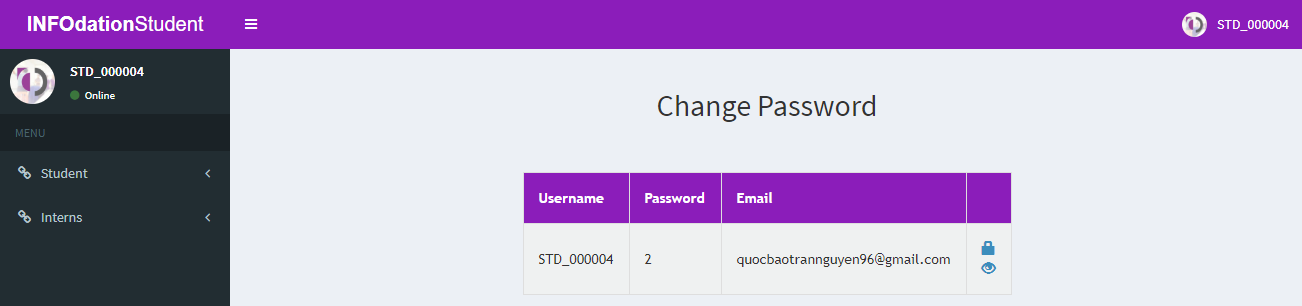 INFOdationStudent
STD_000004
STD_000004
Online
MENU
Student
Interns
Change Password
Username Password Email
STD_000004 2 quocbaotrannguyen96@gmail.com